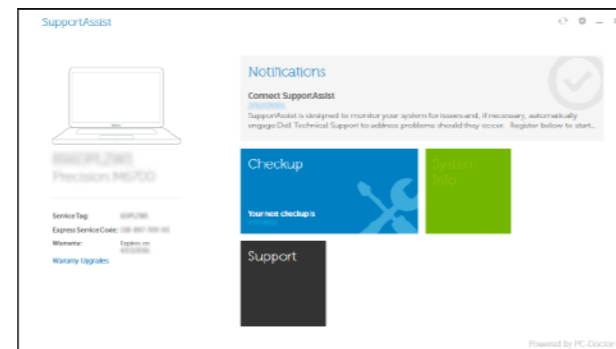 SupportAssist
Notifications
Connect SupportAssist
SupportAssist is designed to monitor your system for issues and, if necessary, automatically
engage Dell Technical Support to address problems should they occur. Register below to start...
Precision M6700
Checkup
System
Info
Your next checkup is
Service Tag:
Express Service Code:
Warranty: Expires on
Warranty Upgrades
Support
Powered by PC-Doctor